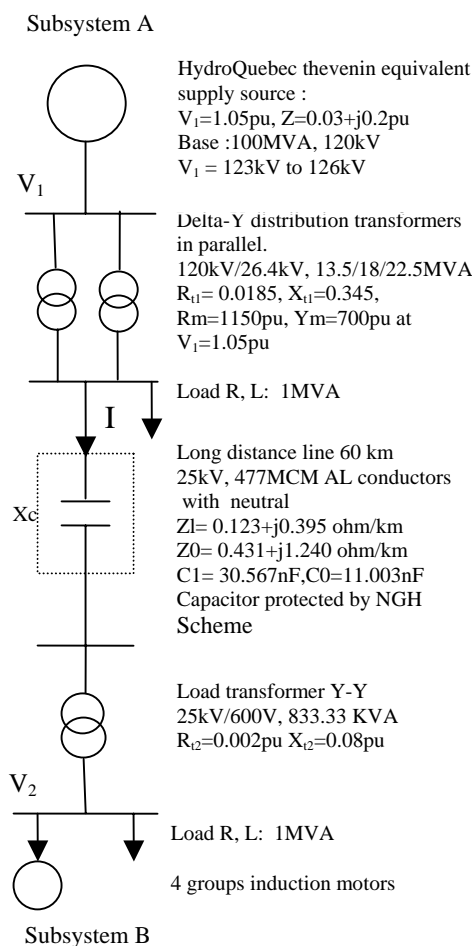 Subsystem A
HydroQuebec thevenin equivalent
supply source :
V₁=1.05pu, Z=0.03+j0.2pu
Base :100MVA, 120kV
V₁ = 123kV to 126kV
V₁
Delta-Y distribution transformers
in parallel.
120kV/26.4kV, 13.5/18/22.5MVA
Rₜ₁= 0.0185, Xₜ₁=0.345,
Rm=1150pu, Ym=700pu at
V₁=1.05pu
Load R, L: 1MVA
I
Long distance line 60 km
25kV, 477MCM AL conductors
with neutral
Xc
Zl= 0.123+j0.395 ohm/km
Z0= 0.431+j1.240 ohm/km
C1= 30.567nF,C0=11.003nF
Capacitor protected by NGH
Scheme
Load transformer Y-Y
25kV/600V, 833.33 KVA
Rₜ₂=0.002pu Xₜ₂=0.08pu
V₂
Load R, L: 1MVA
4 groups induction motors
Subsystem B